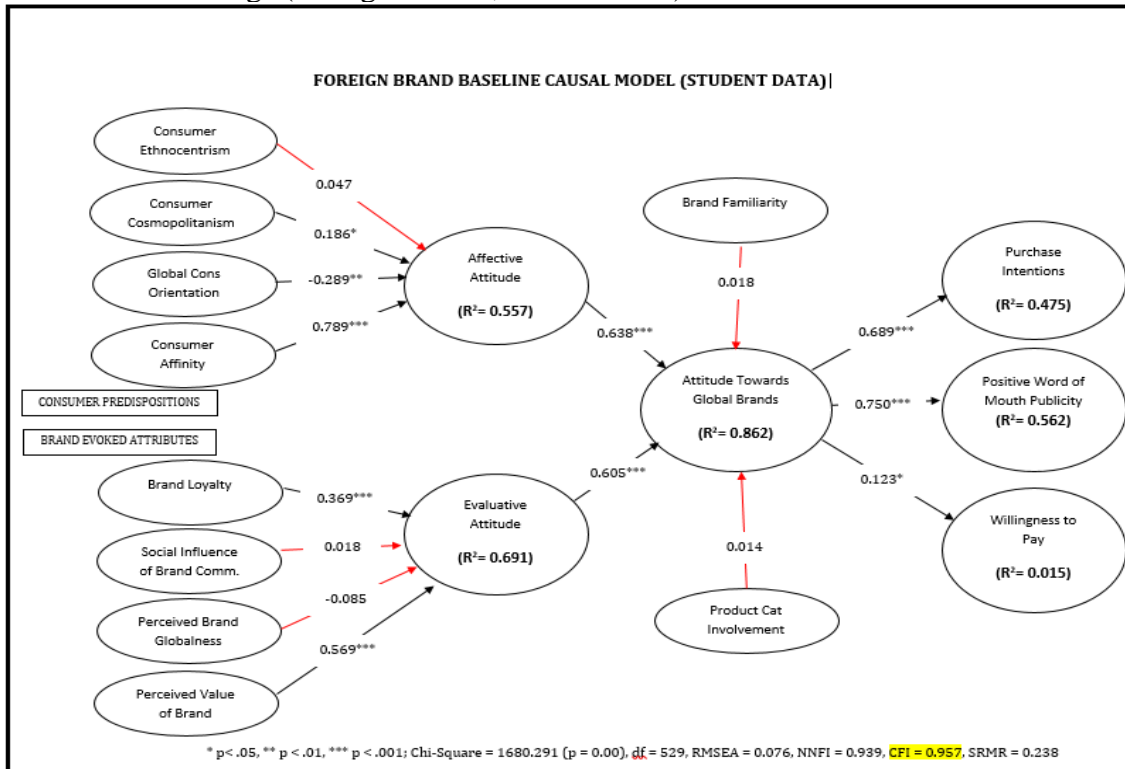 FOREIGN BRAND BASELINE CAUSAL MODEL (STUDENT DATA)|
Consumer
Ethnocentrism
0.047
Consumer
Cosmopolitanism
0.186*
Global Cons
Orientation
-0.289**
Consumer
Affinity
0.789***
CONSUMER PREDISPOSITIONS
BRAND EVOKED ATTRIBUTES
Brand Loyalty
0.369***
Social Influence
of Brand Comm.
0.018
Perceived Brand
Globalness
-0.085
Perceived Value
of Brand
0.569***
Affective
Attitude
(R²= 0.557)
0.638***
Evaluative
Attitude
(R²= 0.691)
0.605***
Brand Familiarity
0.018
Attitude Towards
Global Brands
(R²= 0.862)
0.014
Product Cat
Involvement
0.689***
Purchase
Intentions
(R²= 0.475)
0.750***
Positive Word of
Mouth Publicity
(R²= 0.562)
0.123*
Willingness to
Pay
(R²= 0.015)
* p< .05, ** p < .01, *** p < .001; Chi-Square = 1680.291 (p = 0.00), df = 529, RMSEA = 0.076, NNFI = 0.939, CFI = 0.957, SRMR = 0.238